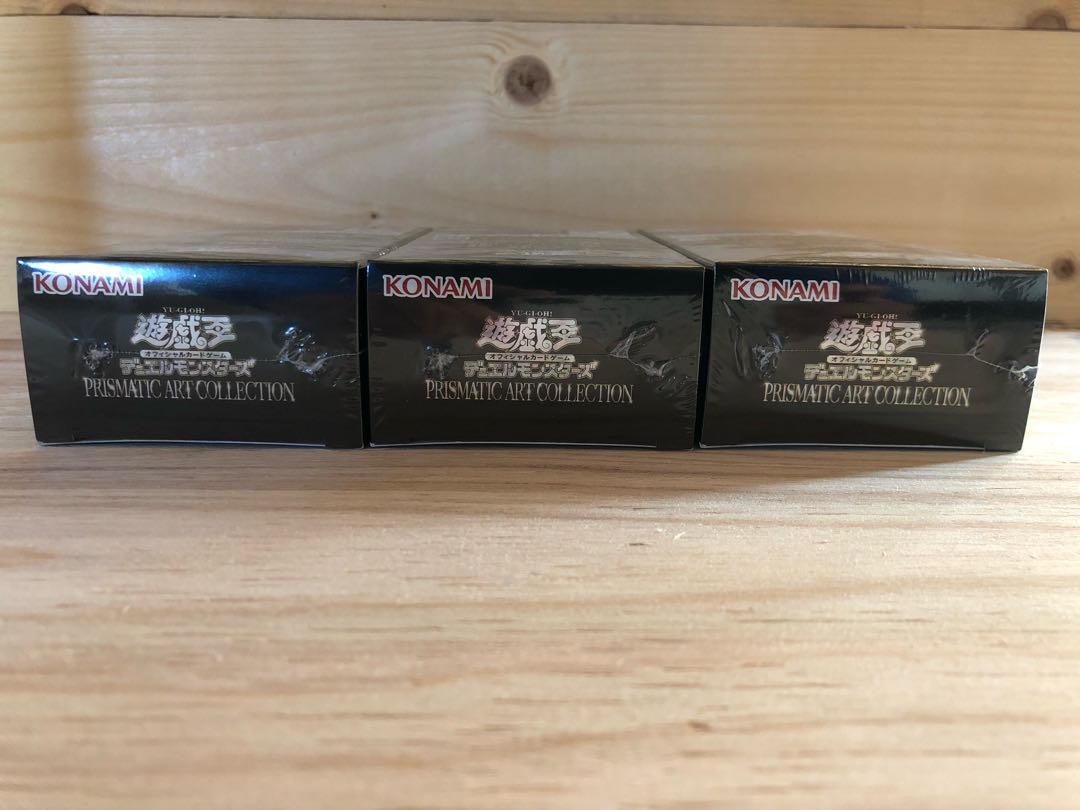 KONAMI
YU-GI-OH!
遊戯王
オフィシャルカードゲーム
デュエルモンスターズ
PRISMATIC ART COLLECTION
KONAMI
YU-GI-OH!
遊戯王
オフィシャルカードゲーム
デュエルモンスターズ
PRISMATIC ART COLLECTION
KONAMI
YU-GI-OH!
遊戯王
オフィシャルカードゲーム
デュエルモンスターズ
PRISMATIC ART COLLECTION